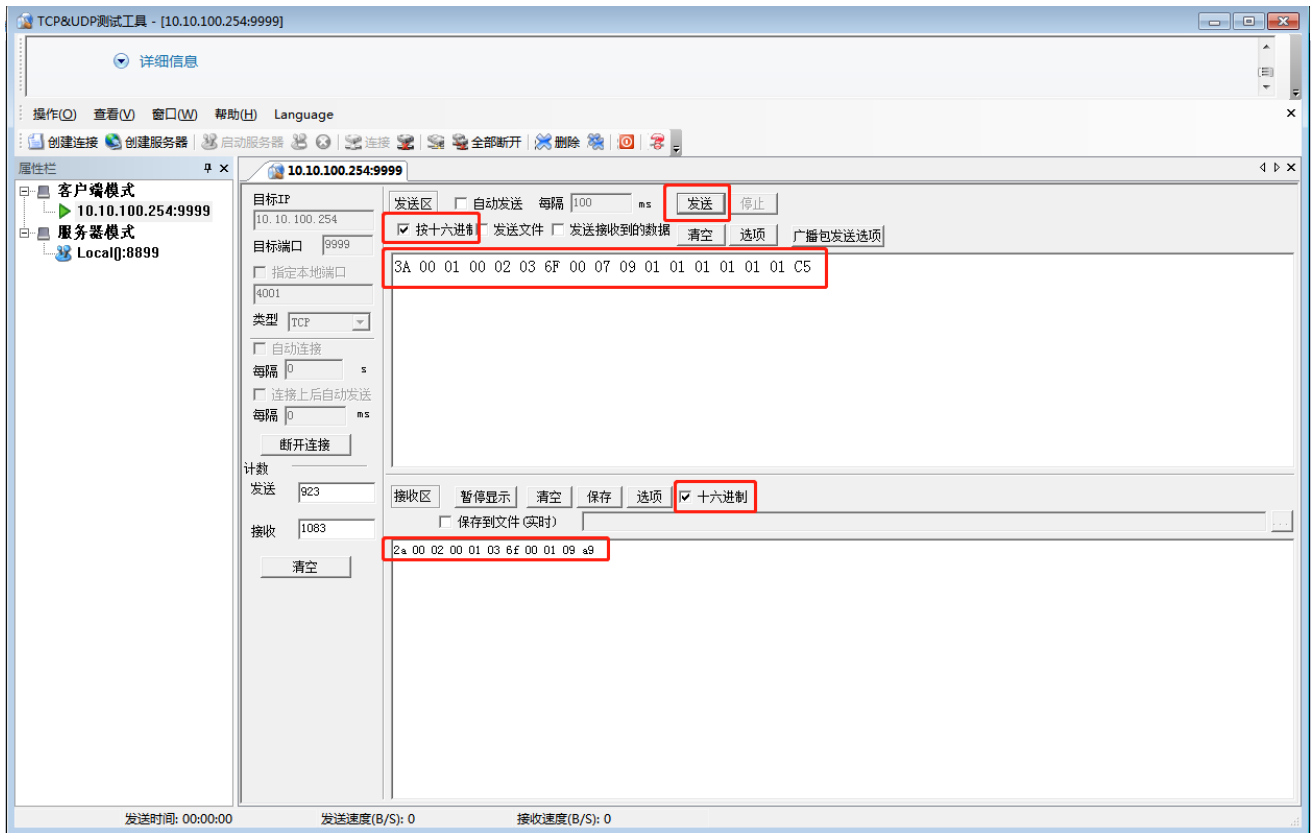 TCP&UDP测试工具 - [10.10.100.254:9999]
详细信息
操作(O) 查看(V) 窗口(W) 帮助(H) Language
创建连接 创建服务器 启动服务器 连接 全部断开 删除
属性栏
客户端模式
10.10.100.254:9999
服务器模式
Local():8899
10.10.100.254:9999
目标IP
10.10.100.254
目标端口 9999
指定本地端口
4001
类型 TCP
自动连接
每隔 0 s
连接上后自动发送
每隔 0 ms
断开连接
计数
发送 923
接收 1083
清空
发送区 自动发送 每隔 100 ms 发送 停止
按十六进制 发送文件 发送接收到的数据 清空 选项 广播包发送选项
3A 00 01 00 02 03 6F 00 07 09 01 01 01 01 01 01 C5
接收区 暂停显示 清空 保存 选项 十六进制
保存到文件(实时) ...
2a 00 02 00 01 03 6f 00 01 09 a9
发送时间: 00:00:00 发送速度(B/S): 0 接收速度(B/S): 0